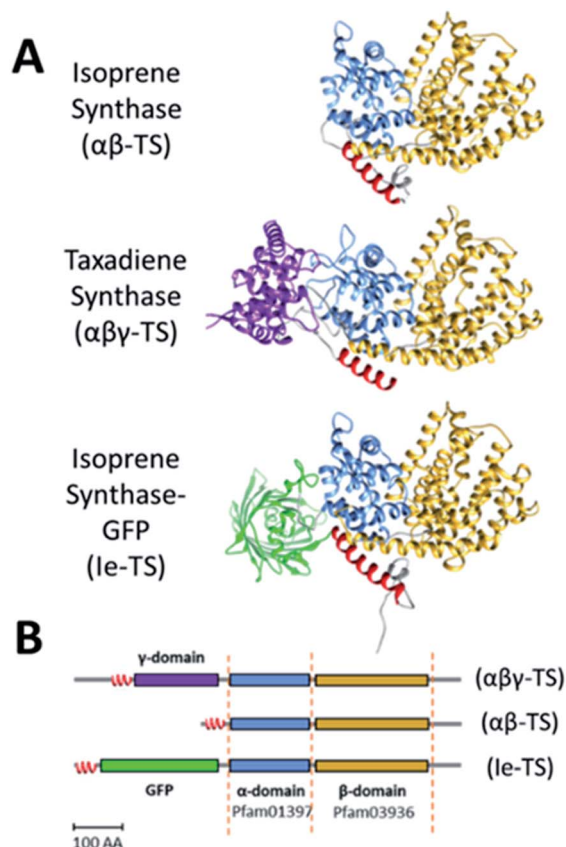 A
Isoprene
Synthase
(αβ-TS)
Taxadiene
Synthase
(αβγ-TS)
Isoprene
Synthase-
GFP
(Ie-TS)
B
γ-domain
(αβγ-TS)
(αβ-TS)
(Ie-TS)
GFP
α-domain
β-domain
Pfam01397
Pfam03936
100 AA